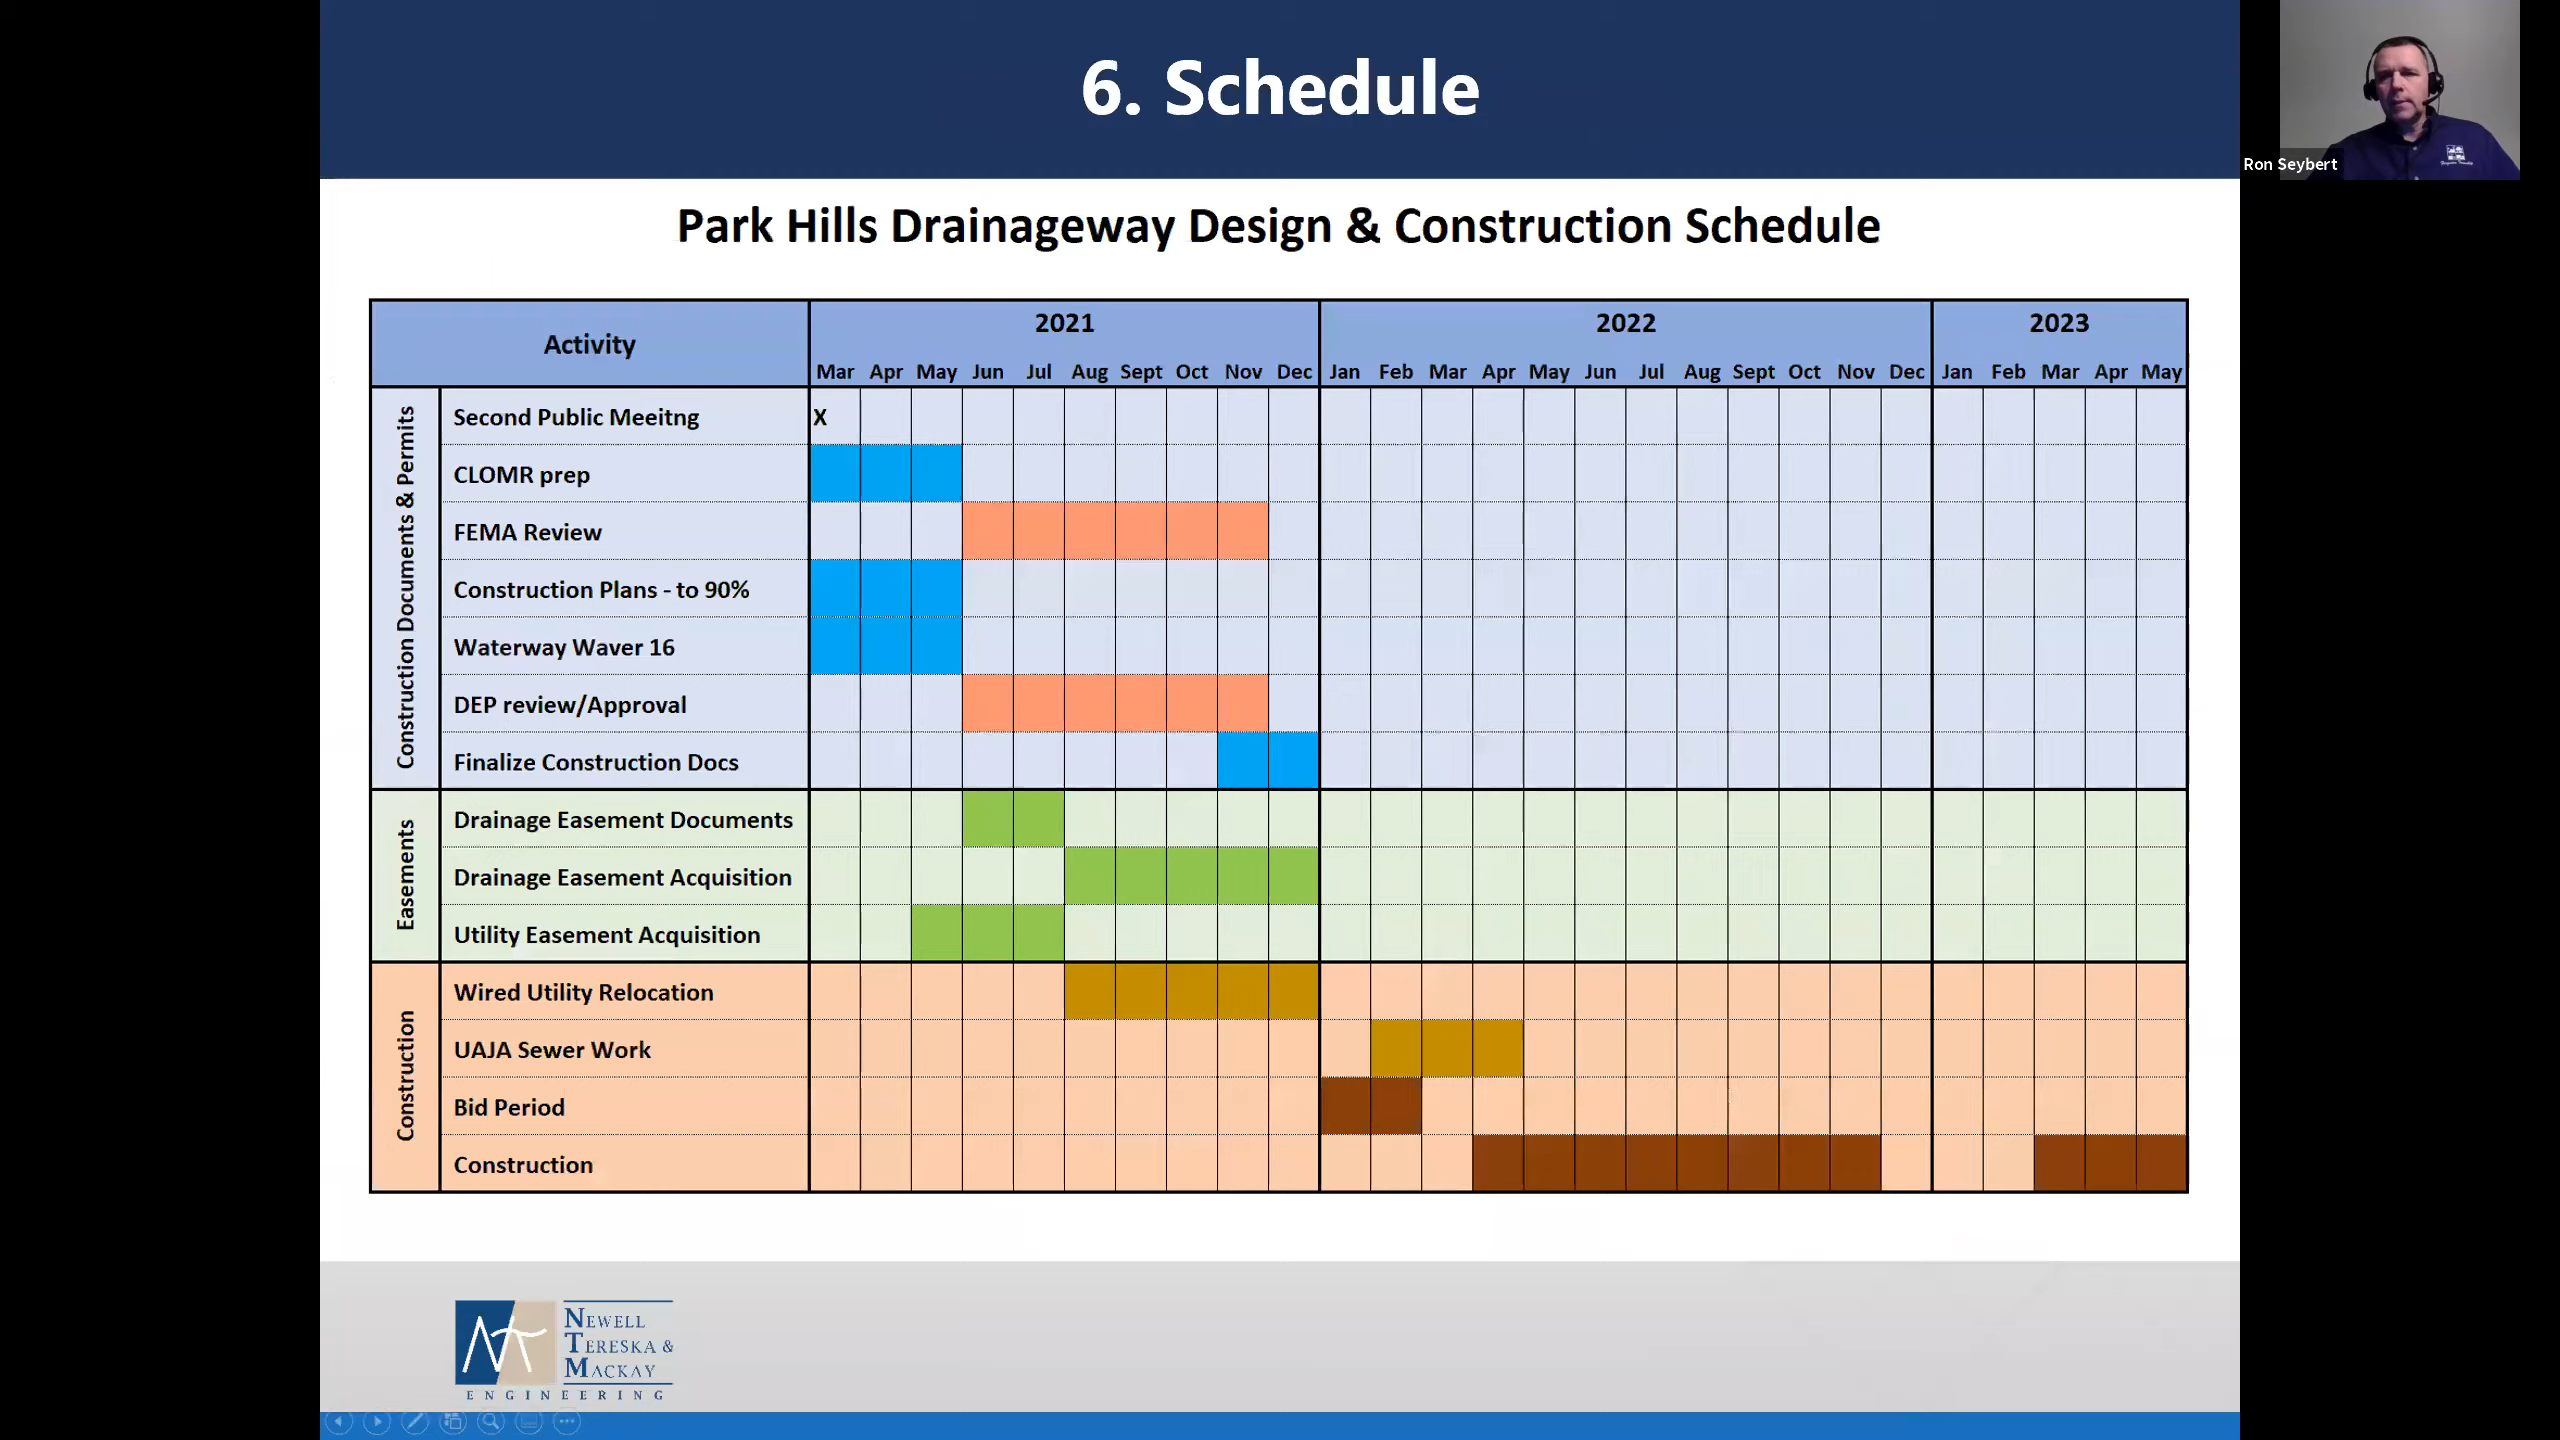 6. Schedule
Ron Seybert
Park Hills Drainageway Design & Construction Schedule
Activity
2021
2022
2023
Mar Apr May Jun Jul Aug Sept Oct Nov Dec Jan Feb Mar Apr May Jun Jul Aug Sept Oct Nov Dec Jan Feb Mar Apr May
Construction Documents & Permits
Second Public Meeitng X
CLOMR prep
FEMA Review
Construction Plans - to 90%
Waterway Waver 16
DEP review/Approval
Finalize Construction Docs
Easements
Drainage Easement Documents
Drainage Easement Acquisition
Utility Easement Acquisition
Construction
Wired Utility Relocation
UAJA Sewer Work
Bid Period
Construction
NEWELL
TERESKA &
MACKAY
ENGINEERING